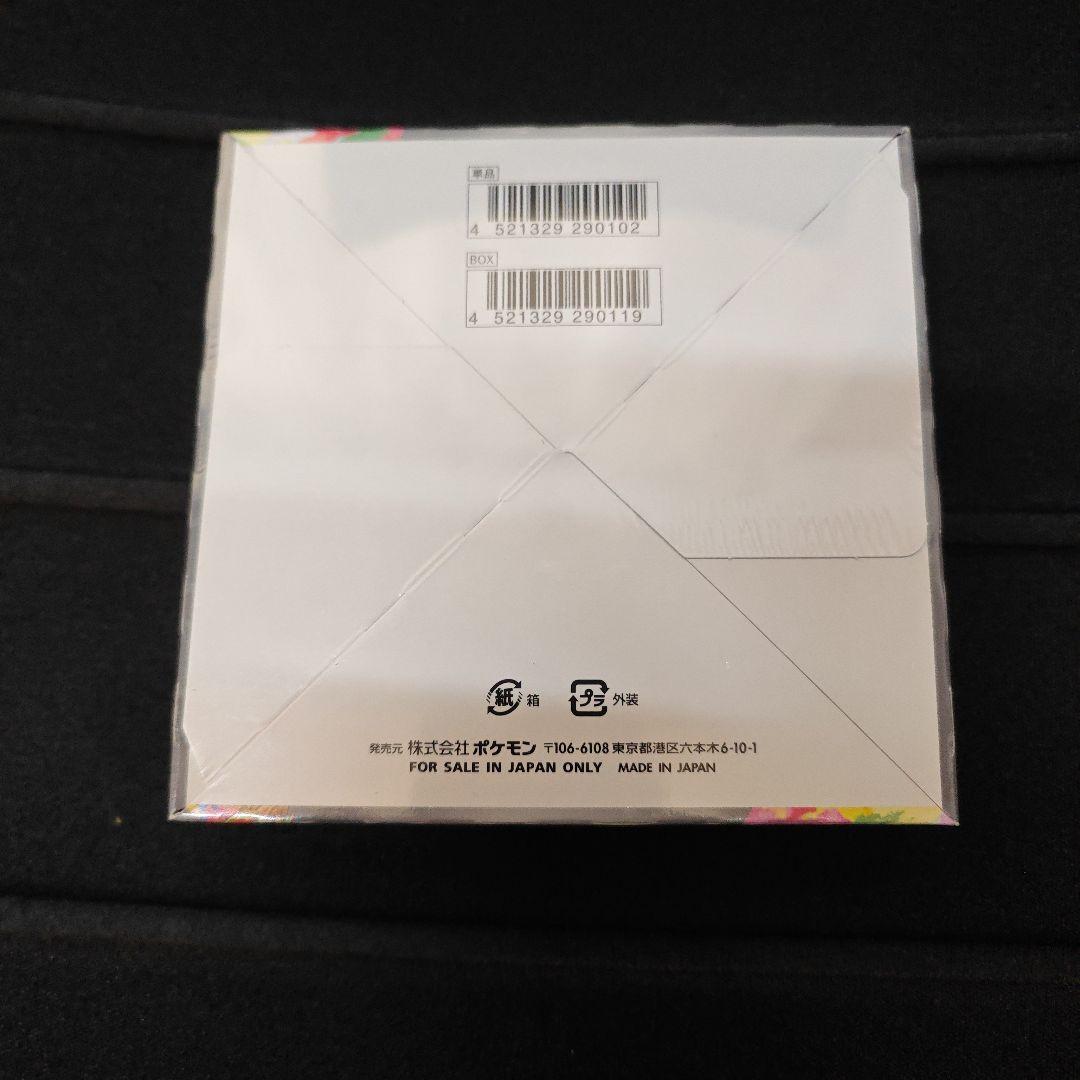 単品
4 521329 290102
BOX
4 521329 290119
紙 箱 プラ 外装
発売元 株式会社 ポケモン 〒106-6108 東京都港区六本木6-10-1
FOR SALE IN JAPAN ONLY MADE IN JAPAN